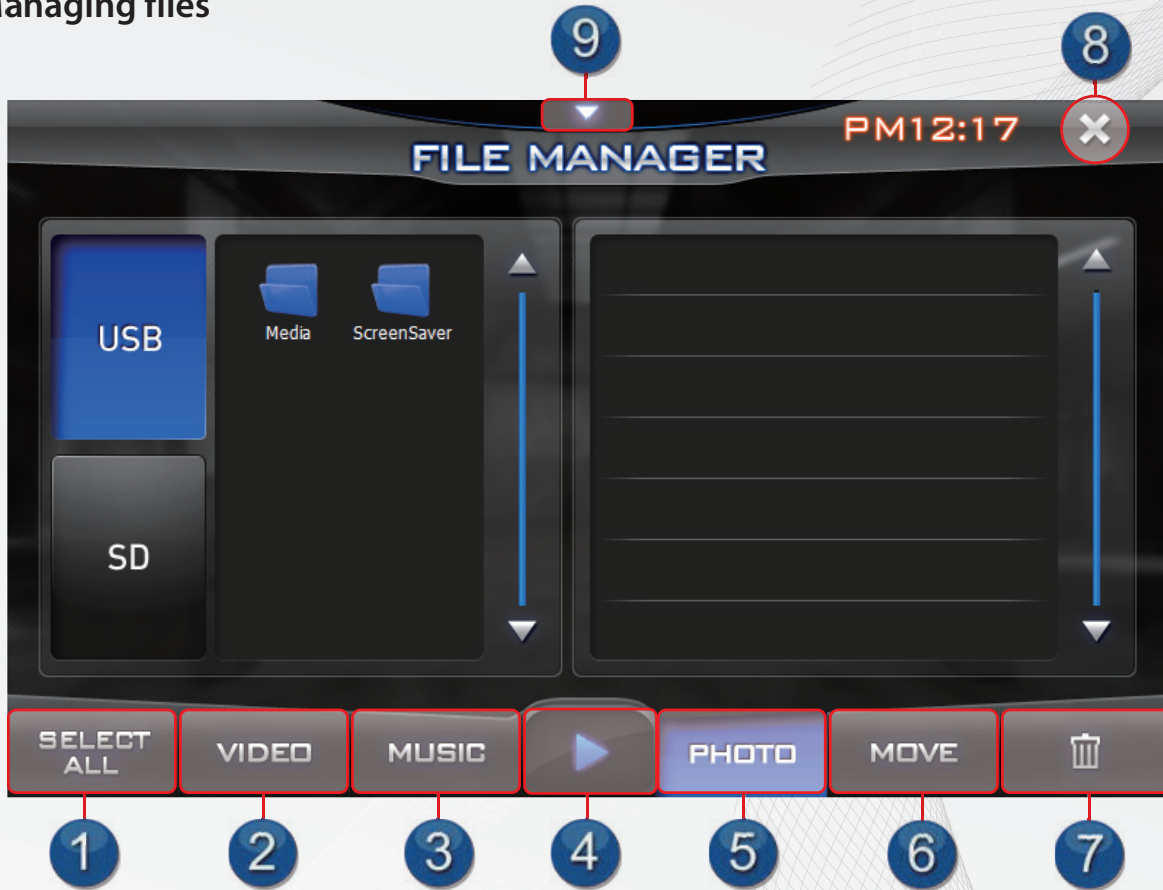 Managing files
9
8
PM12:17
FILE MANAGER
USB
Media
ScreenSaver
SD
SELECT
ALL
VIDEO
MUSIC
PHOTO
MOVE
1
2
3
4
5
6
7